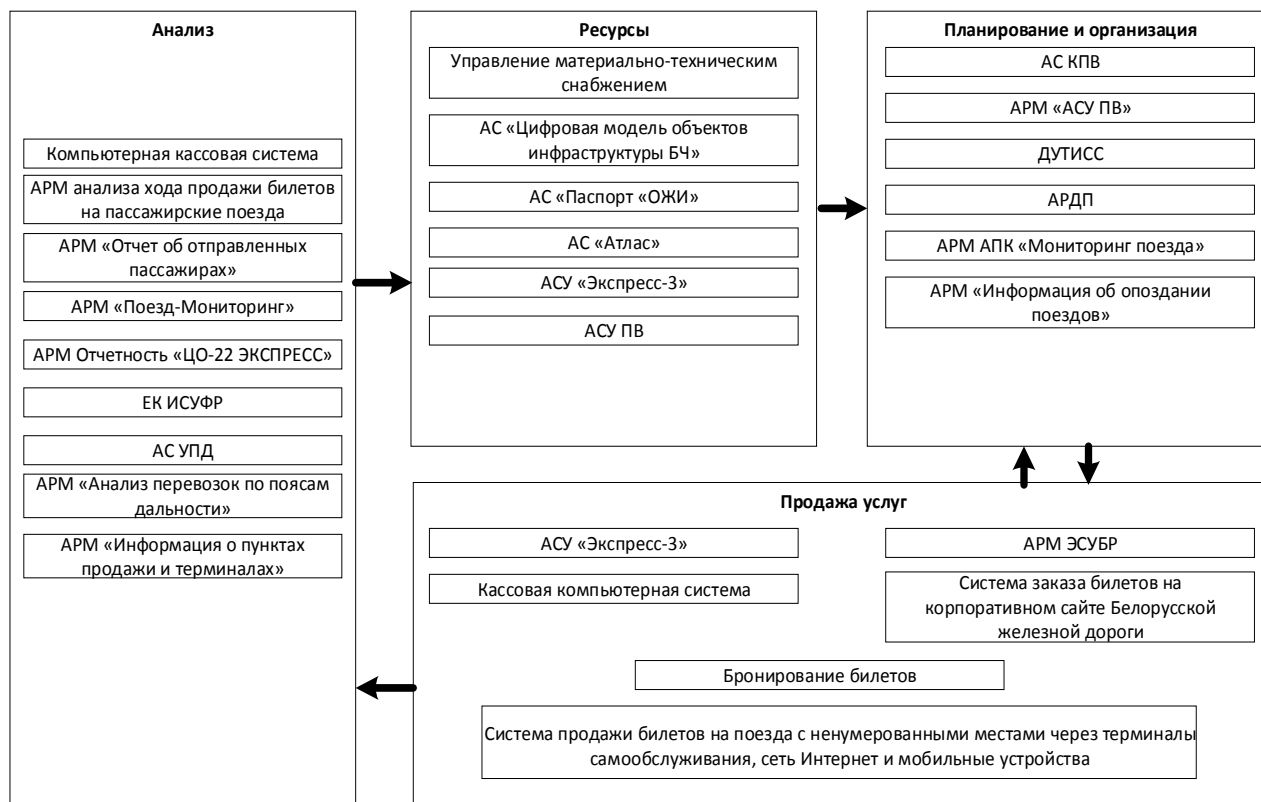 Анализ
Компьютерная кассовая система
АРМ анализа хода продажи билетов
на пассажирские поезда
АРМ «Отчет об отправленных
пассажирах»
АРМ «Поезд-Мониторинг»
АРМ Отчетность «ЦО-22 ЭКСПРЕСС»
ЕК ИСУФР
АС УПД
АРМ «Анализ перевозок по поясам
дальности»
АРМ «Информация о пунктах
продажи и терминалах»
Ресурсы
Управление материально-техническим
снабжением
АС «Цифровая модель объектов
инфраструктуры БЧ»
АС «Паспорт «ОЖИ»
АС «Атлас»
АСУ «Экспресс-3»
АСУ ПВ
Планирование и организация
АС КПВ
АРМ «АСУ ПВ»
ДУТИСС
АРДП
АРМ АПК «Мониторинг поезда»
АРМ «Информация об опоздании
поездов»
Продажа услуг
АСУ «Экспресс-3»
Кассовая компьютерная система
АРМ ЭСУБР
Система заказа билетов на
корпоративном сайте Белорусской
железной дороги
Бронирование билетов
Система продажи билетов на поезда с ненумерованными местами через терминалы
самообслуживания, сеть Интернет и мобильные устройства